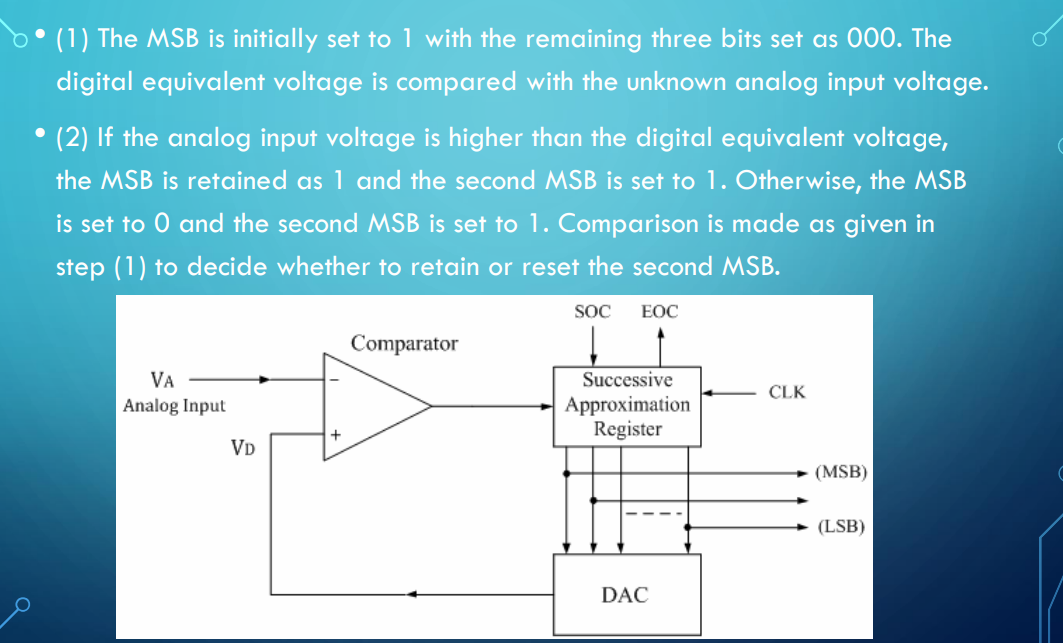 • (1) The MSB is initially set to 1 with the remaining three bits set as 000. The
digital equivalent voltage is compared with the unknown analog input voltage.
• (2) If the analog input voltage is higher than the digital equivalent voltage,
the MSB is retained as 1 and the second MSB is set to 1. Otherwise, the MSB
is set to 0 and the second MSB is set to 1. Comparison is made as given in
step (1) to decide whether to retain or reset the second MSB.
SOC EOC
Comparator
VA
Analog Input
−
+
VD
Successive
Approximation
Register
CLK
(MSB)
(LSB)
DAC